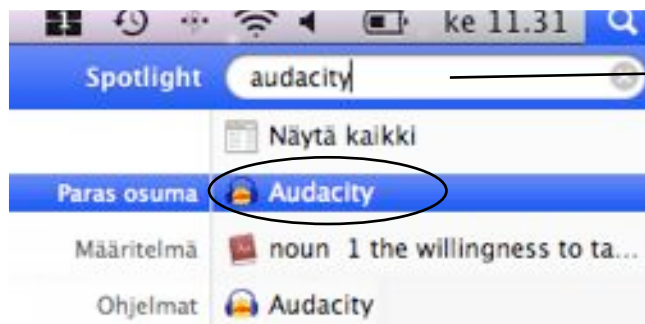 ke 11.31
Spotlight audacity
Näytä kaikki
Paras osuma Audacity
Määritelmä noun 1 the willingness to ta...
Ohjelmat Audacity